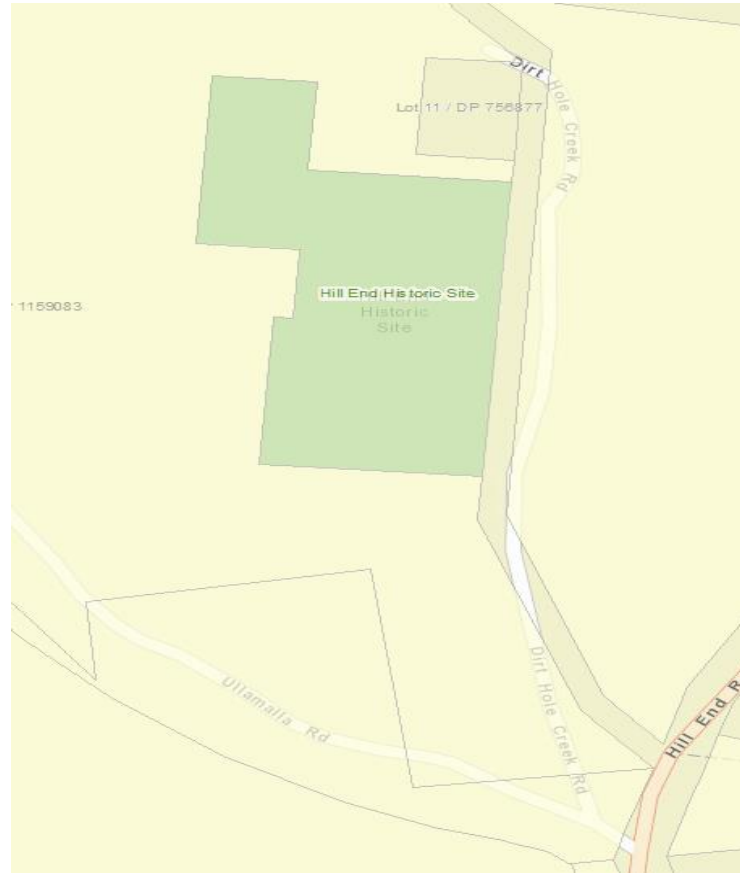 Dirt Hole Creek Rd
Lot 11 / DP 756877
Hill End Historic Site
Historic
Site
1159083
Ullamalla Rd
Dirt Hole Creek Rd
Hill End R